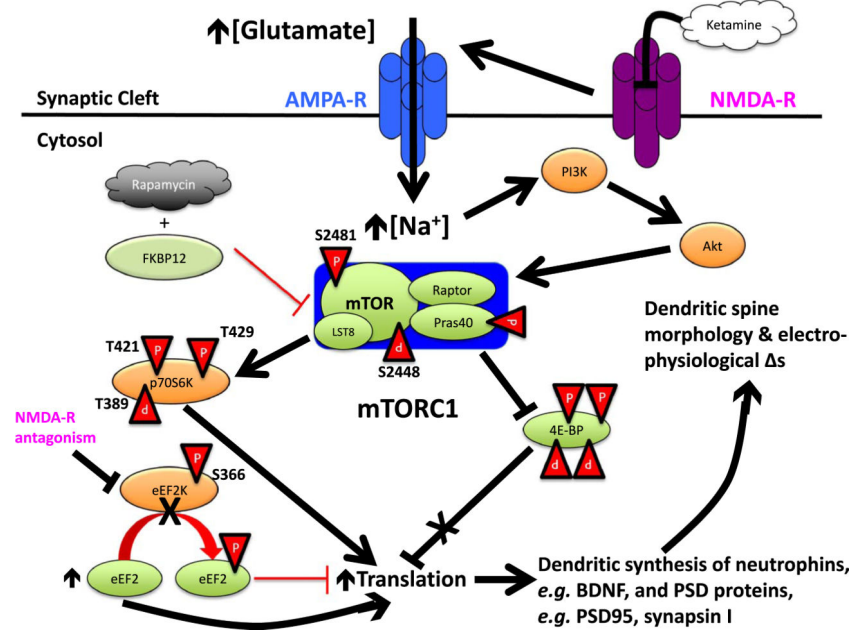 [Glutamate]
Ketamine
AMPA-R
NMDA-R
Synaptic Cleft
Cytosol
Rapamycin
+
FKBP12
PI3K
[Na+]
Akt
S2481
P
mTOR
Raptor
LST8
Pras40
P
P
S2448
mTORC1
Dendritic spine
morphology & electro-
physiological Δs
T421
T429
P
P
p70S6K
T389
P
NMDA-R
antagonism
P
S366
eEF2K
X
P
P
4E-BP
P
P
eEF2
eEF2
P
Translation
Dendritic synthesis of neutrophins,
e.g. BDNF, and PSD proteins,
e.g. PSD95, synapsin I